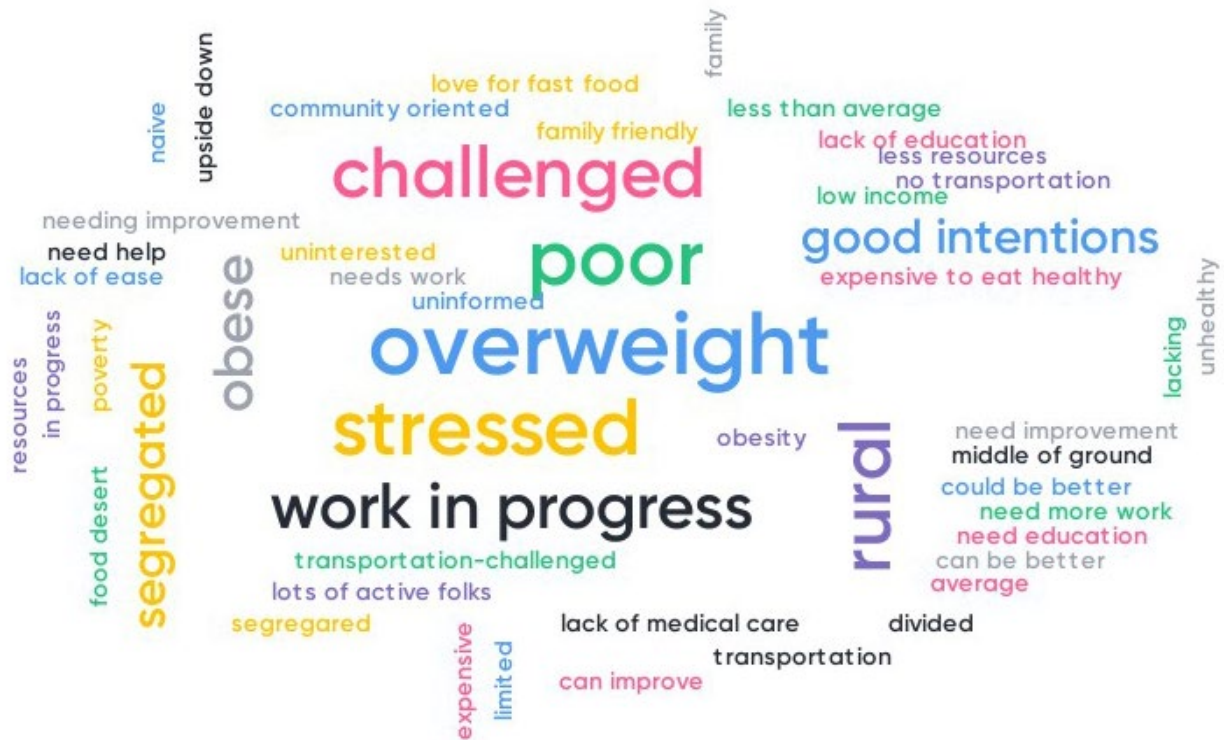 family
upside down
love for fast food
naive
community oriented
less than average
family friendly
lack of education
challenged
less resources
no transportation
low income
needing improvement
good intentions
need help
uninterested
poor
obese
lack of ease
needs work
expensive to eat healthy
unhealthy
uninformed
overweight
lacking
resources
in progress
poverty
segregated
stressed
obesity
rural
need improvement
middle of ground
food desert
work in progress
could be better
need more work
need education
transportation-challenged
can be better
average
lots of active folks
segregared
lack of medical care
divided
expensive
limited
transportation
can improve